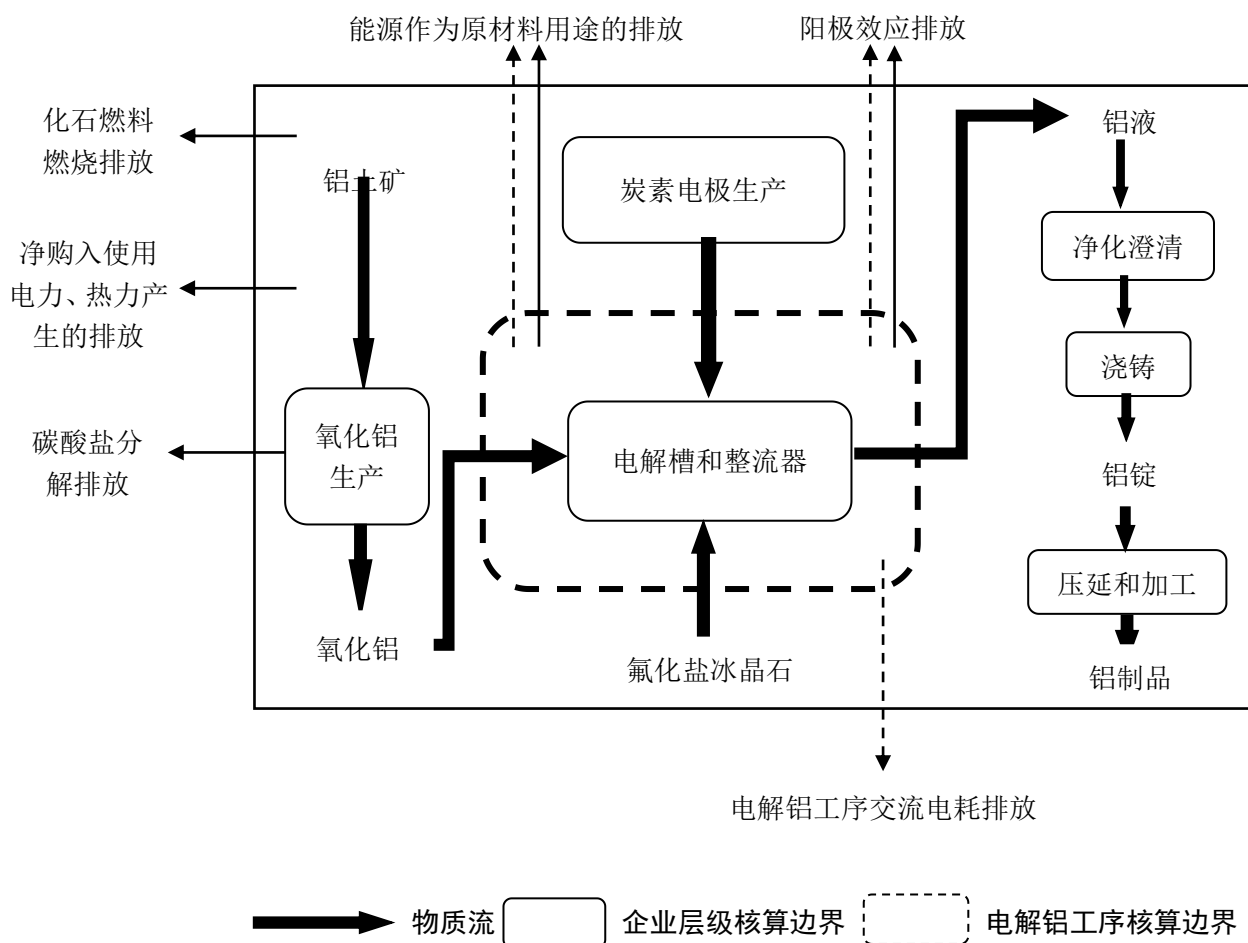 能源作为原材料用途的排放
阳极效应排放
化石燃料
燃烧排放
净购入使用
电力、热力产
生的排放
碳酸盐分
解排放
铝土矿
氧化铝
生产
氧化铝
炭素电极生产
电解槽和整流器
氟化盐冰晶石
铝液
净化澄清
浇铸
铝锭
压延和加工
铝制品
电解铝工序交流电耗排放
物质流
企业层级核算边界
电解铝工序核算边界